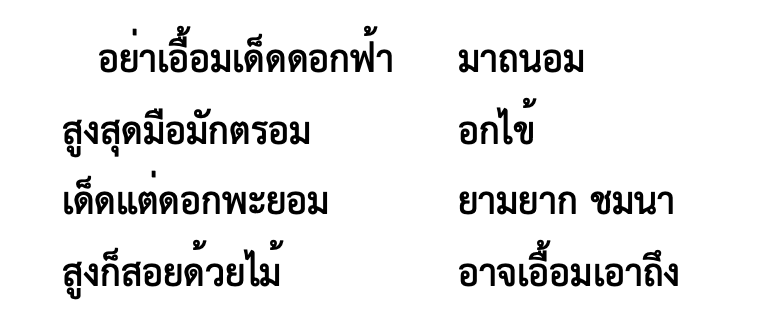 อย่าเอื้อมเด็ดดอกฟ้า มาถนอม
สูงสุดมือมักตรอม อกไข้
เด็ดแต่ดอกพะยอม ยามยาก ชมนา
สูงก็สอยด้วยไม้ อาจเอื้อมเอาถึง